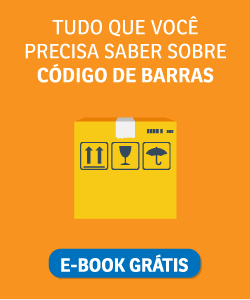 TUDO QUE VOCÊ
PRECISA SABER SOBRE
CÓDIGO DE BARRAS
E-BOOK GRÁTIS